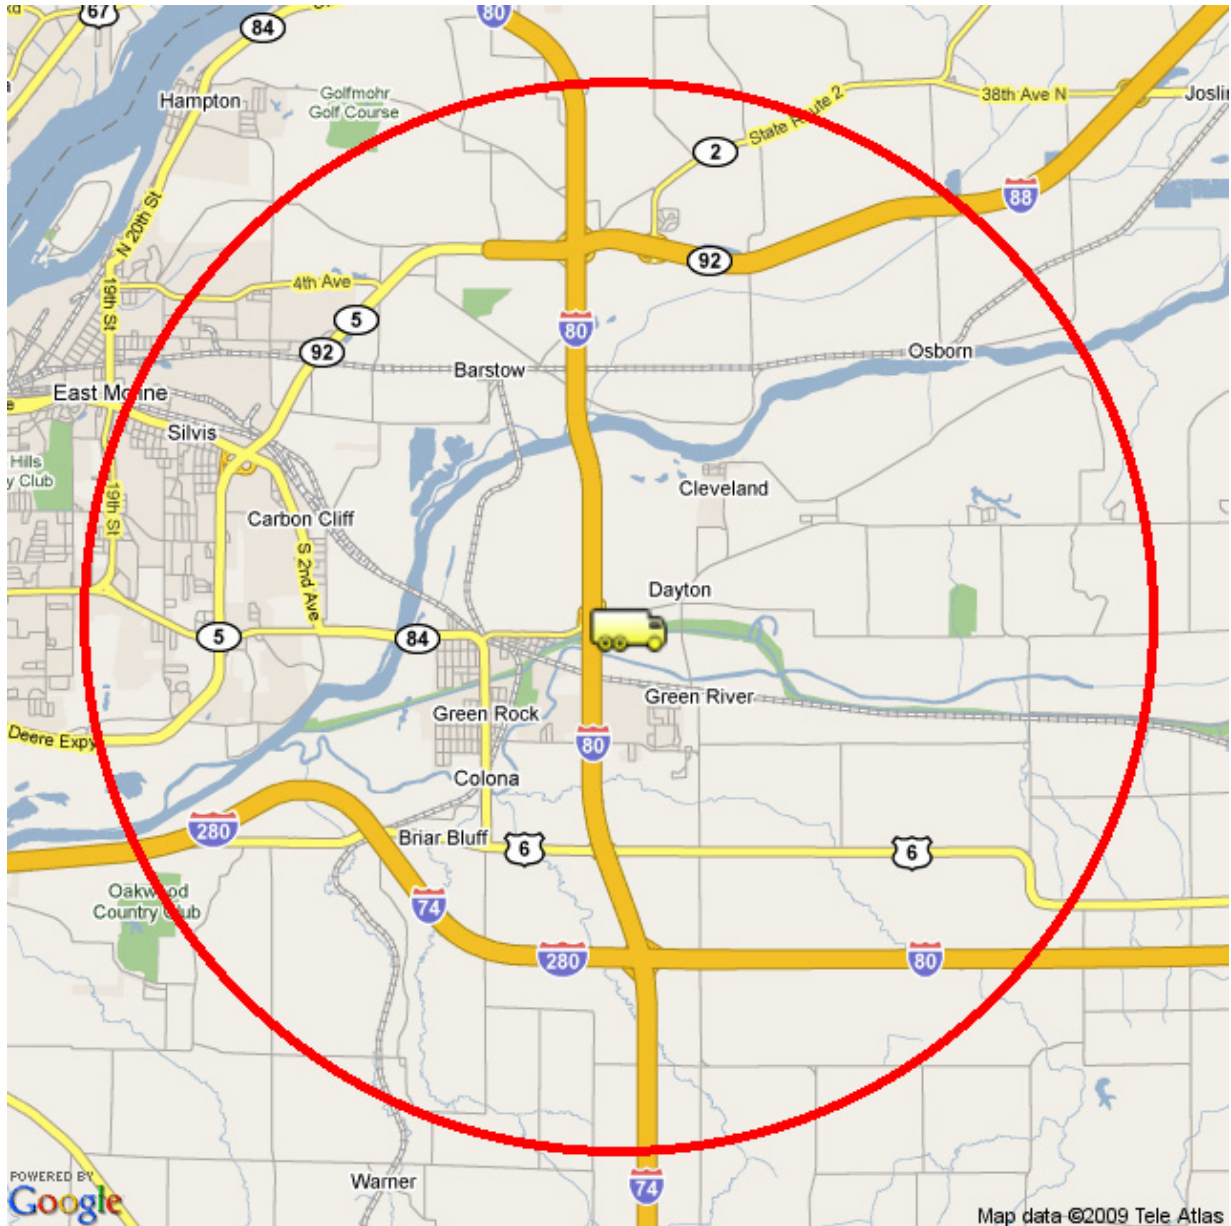 67
80
84
Hampton
Golfmohr
Golf Course
State Route 2
38th Ave N
Joslin
2
88
N 20th St
92
4th Ave
19th St
5
80
92
Osborn
Barstow
East Moline
Silvis
Hills
y Club
19th St
Cleveland
Carbon Cliff
S 2nd Ave
Dayton
5
84
Green River
Green Rock
Deere Expy
80
Colona
280
Briar Bluff
6
6
Oakwood
Country Club
74
280
80
Warner
74
POWERED BY
Google
Map data ©2009 Tele Atlas